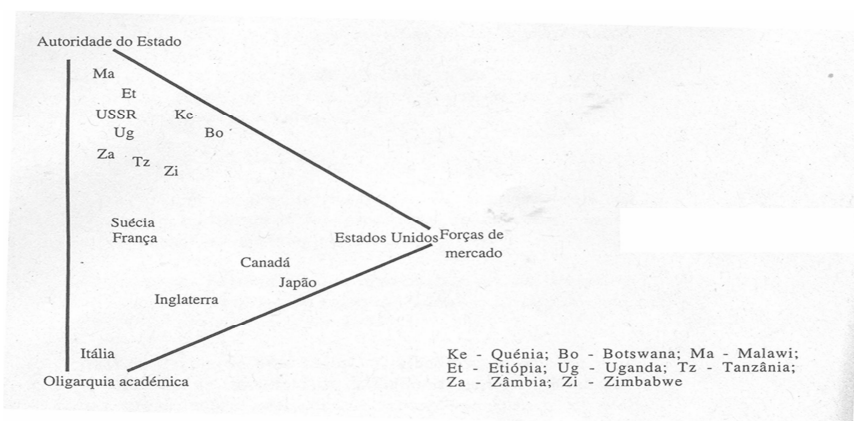 Autoridade do Estado
Ma
Et
USSR
Ke
Ug
Bo
Za
Tz
Zi
Suécia
França
Estados Unidos
Forças de
mercado
Canadá
Japão
Inglaterra
Itália
Oligarquia académica
Ke - Quénia; Bo - Botswana; Ma - Malawi;
Et - Etiópia; Ug - Uganda; Tz - Tanzânia;
Za - Zâmbia; Zi - Zimbabwe